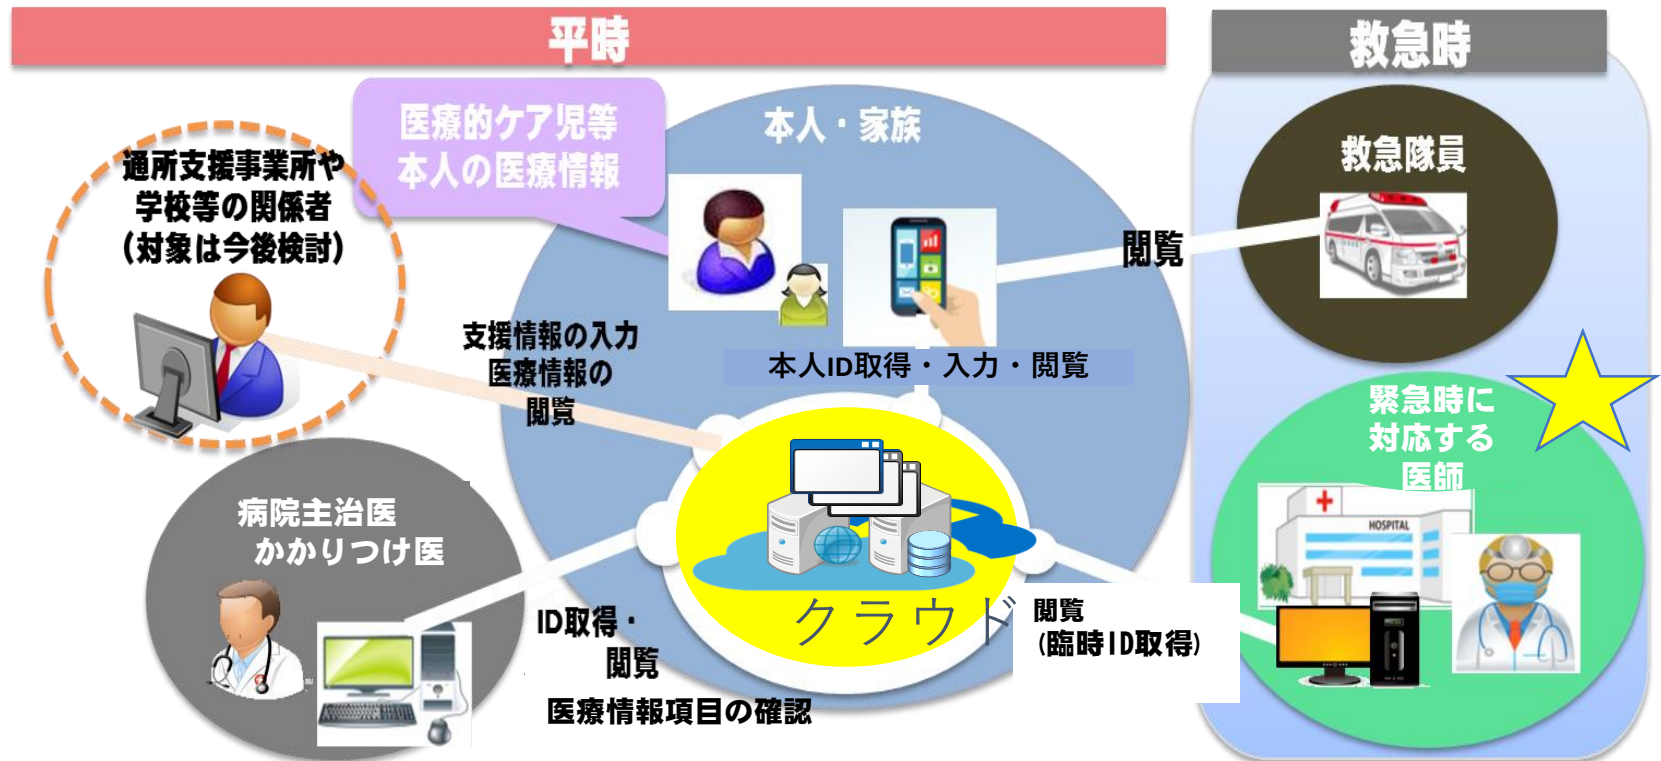 平時
救急時
医療的ケア児等
本人の医療情報
本人・家族
通所支援事業所や
学校等の関係者
(対象は今後検討)
救急隊員
閲覧
支援情報の入力
医療情報の
閲覧
本人ID取得・入力・閲覧
緊急時に
対応する
医師
HOSPITAL
病院主治医
かかりつけ医
クラウド
ID取得・
閲覧
医療情報項目の確認
閲覧
(臨時ID取得)